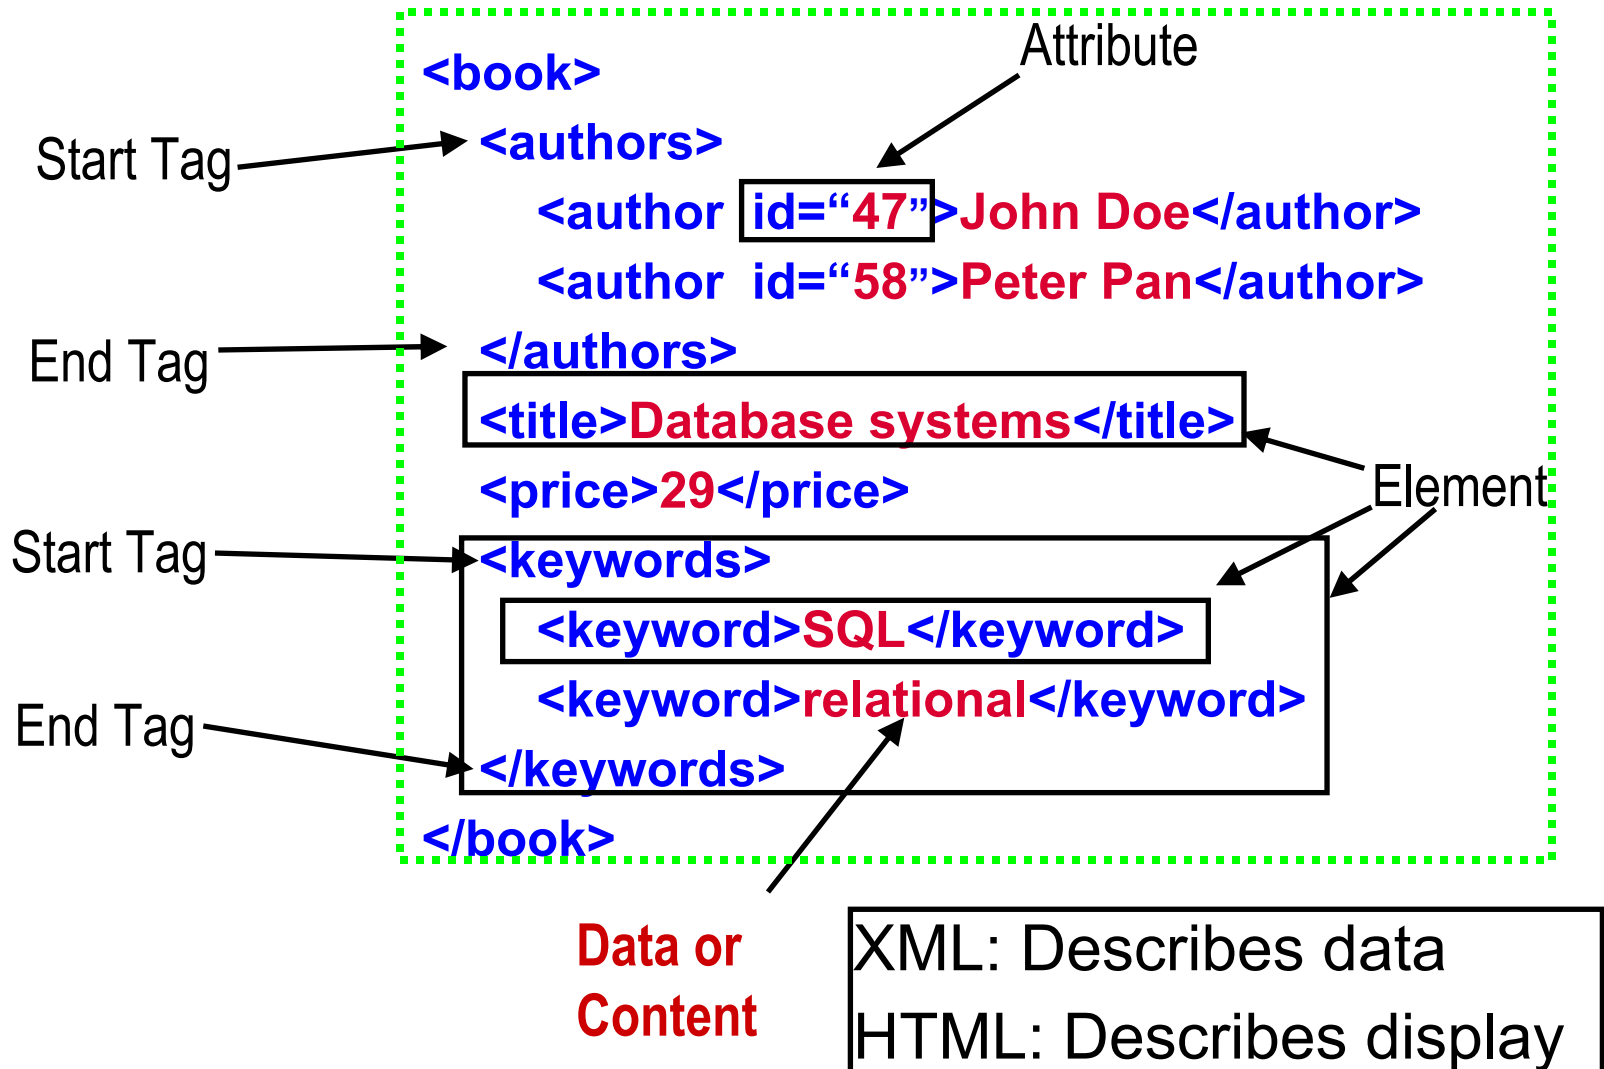 Attribute
<book>
Start Tag
<authors>
<author id=“47”>John Doe</author>
<author id=“58”>Peter Pan</author>
End Tag
</authors>
<title>Database systems</title>
<price>29</price>
Element
Start Tag
<keywords>
<keyword>SQL</keyword>
<keyword>relational</keyword>
End Tag
</keywords>
</book>
Data or
Content
XML: Describes data
HTML: Describes display